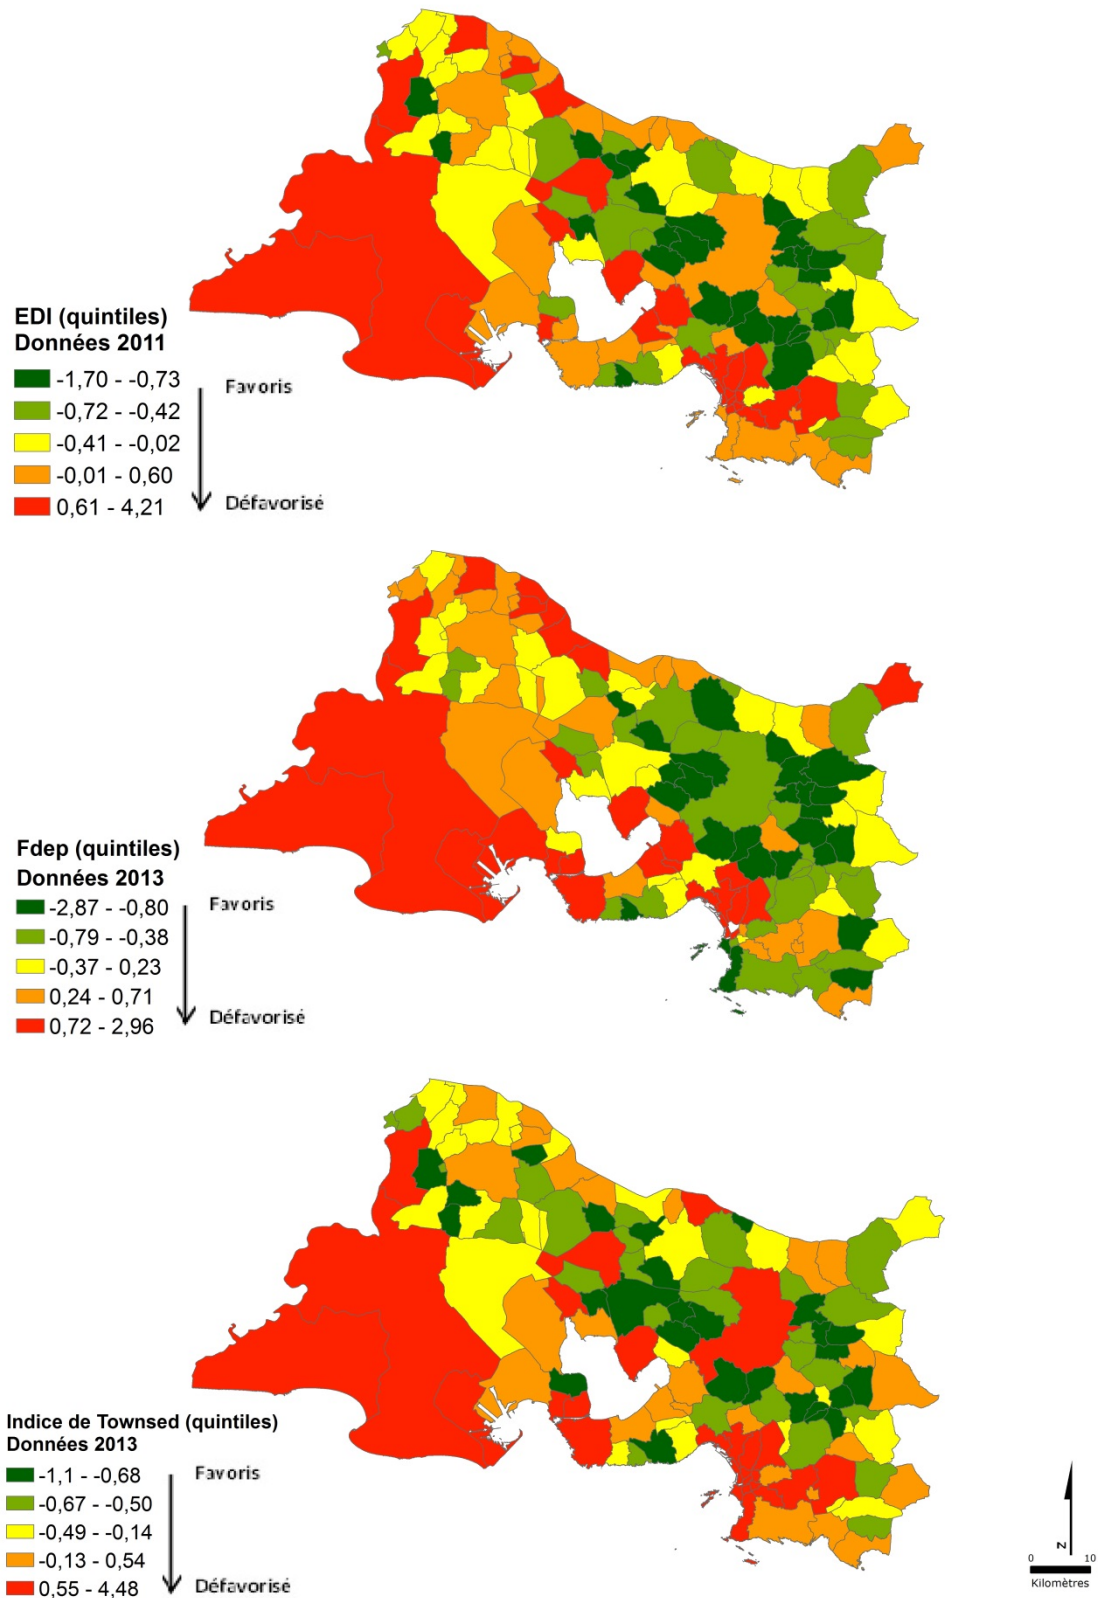 EDI (quintiles)
Données 2011
-1,70 - -0,73
-0,72 - -0,42
-0,41 - -0,02
-0,01 - 0,60
0,61 - 4,21
Favoris
Défavorisé
Fdep (quintiles)
Données 2013
-2,87 - -0,80
-0,79 - -0,38
-0,37 - 0,23
0,24 - 0,71
0,72 - 2,96
Favoris
Défavorisé
Indice de Townsed (quintiles)
Données 2013
-1,1 - -0,68
-0,67 - -0,50
-0,49 - -0,14
-0,13 - 0,54
0,55 - 4,48
Favoris
Défavorisé
N
0 10
Kilomètres